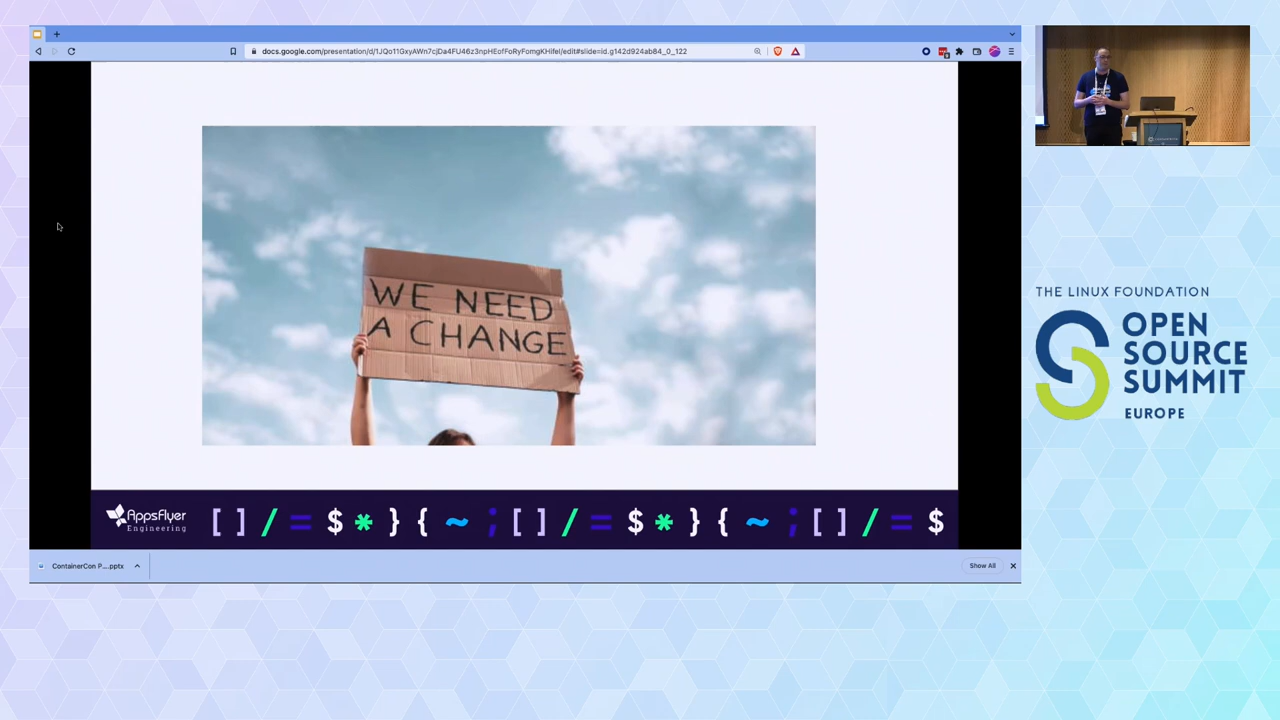 docs.google.com/presentation/d/1JQo11GxyAWn7cjDa4FU46z3npHEofFoRyFomgKHifeI/edit#slide=id.g142d924ab84_0_122
WE NEED
A CHANGE
AppsFlyer
Engineering
[ ] / = $ * } { ~ ; [ ] / = $ * } { ~ ; [ ] / = $
ContainerCon P....pptx
Show All
THE LINUX FOUNDATION
OPEN
SOURCE
SUMMIT
EUROPE